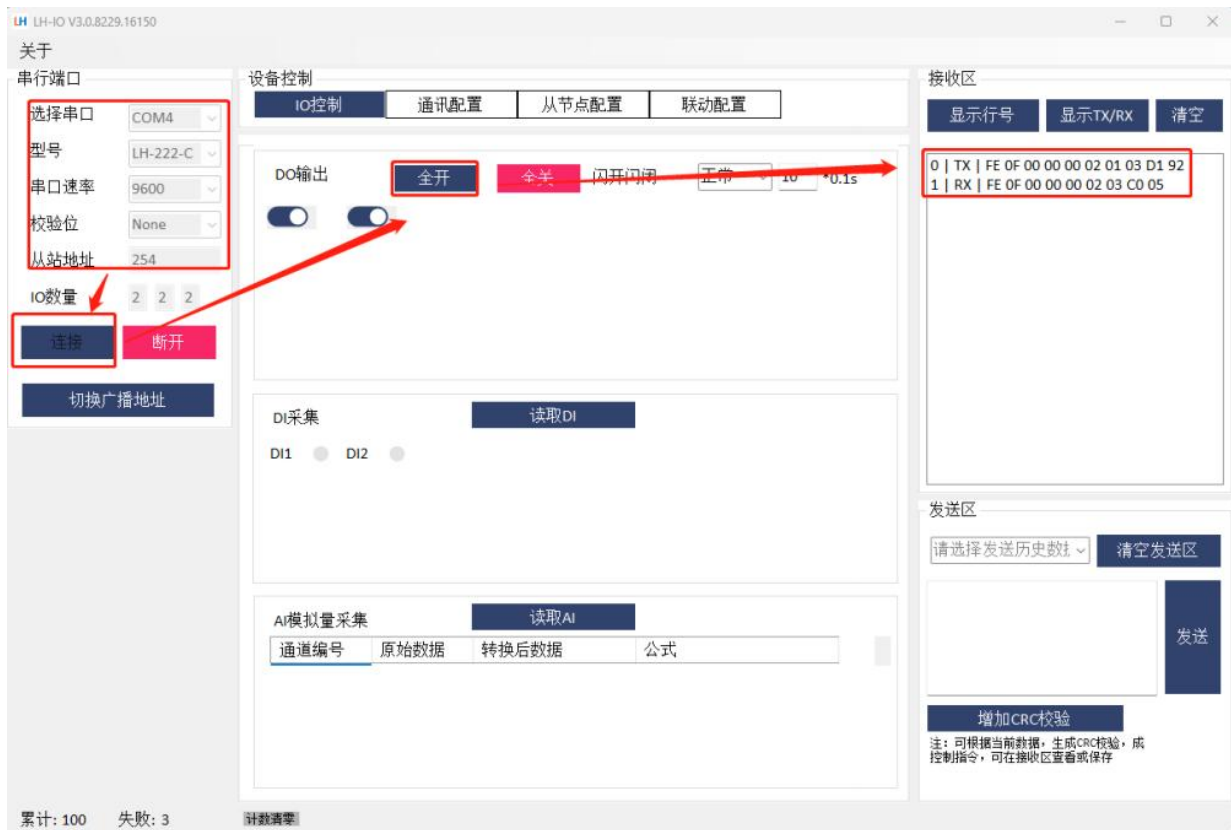 LH LH-IO V3.0.8229.16150
关于
串行端口
选择串口 COM4
型号 LH-222-C
串口速率 9600
校验位 None
从站地址 254
IO数量 2 2 2
连接 断开
切换广播地址
设备控制
IO控制 通讯配置 从节点配置 联动配置
DO输出 全开 全关 闪开闪闭 正常 10 *0.1s
DI采集 读取DI
DI1 DI2
AI模拟量采集 读取AI
通道编号 原始数据 转换后数据 公式
接收区
显示行号 显示TX/RX 清空
0 | TX | FE 0F 00 00 00 02 01 03 D1 92
1 | RX | FE 0F 00 00 00 02 03 C0 05
发送区
请选择发送历史数 清空发送区
发送
增加CRC校验
注：可根据当前数据，生成CRC校验，成
控制指令，可在接收区查看或保存
累计: 100 失败: 3 计数清零